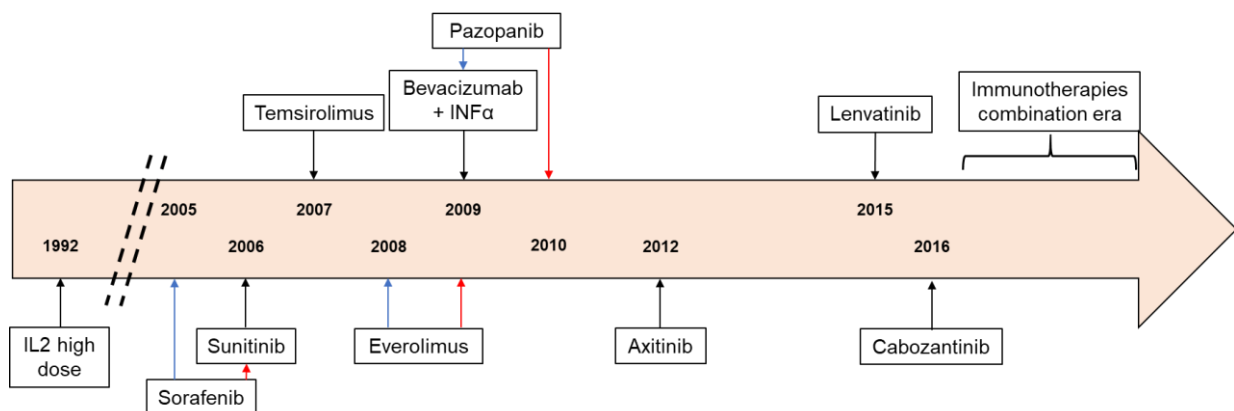 Pazopanib
Bevacizumab
+ INFα
Temsirolimus
Lenvatinib
Immunotherapies
combination era
2005
2007
2009
2015
1992
2006
2008
2010
2012
2016
IL2 high
dose
Sunitinib
Everolimus
Axitinib
Cabozantinib
Sorafenib